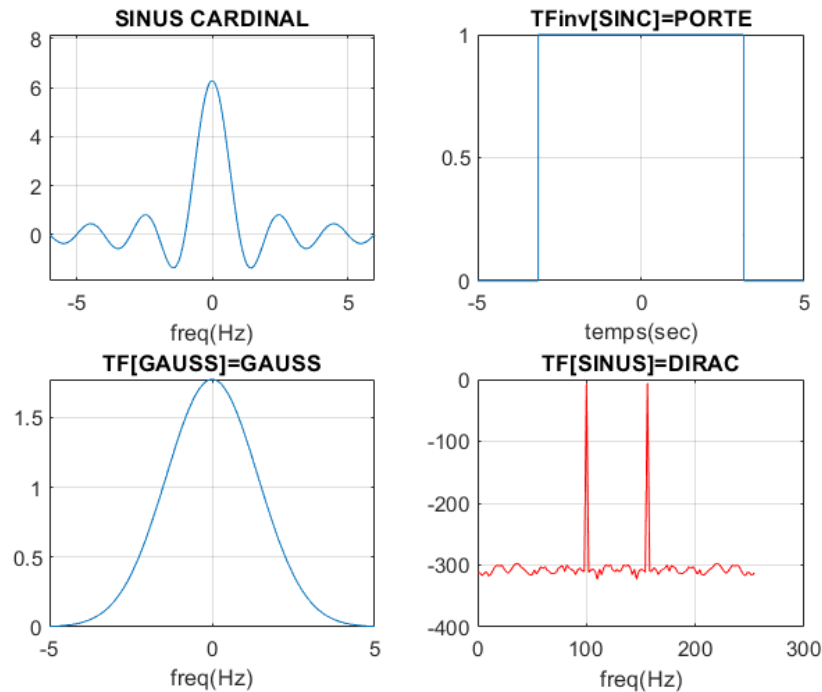 SINUS CARDINAL
8
6
4
2
0
-5 0 5
freq(Hz)
TFinv[SINC]=PORTE
1
0.5
0
-5 0 5
temps(sec)
TF[GAUSS]=GAUSS
1.5
1
0.5
0
-5 0 5
freq(Hz)
TF[SINUS]=DIRAC
0
-100
-200
-300
-400
0 100 200 300
freq(Hz)